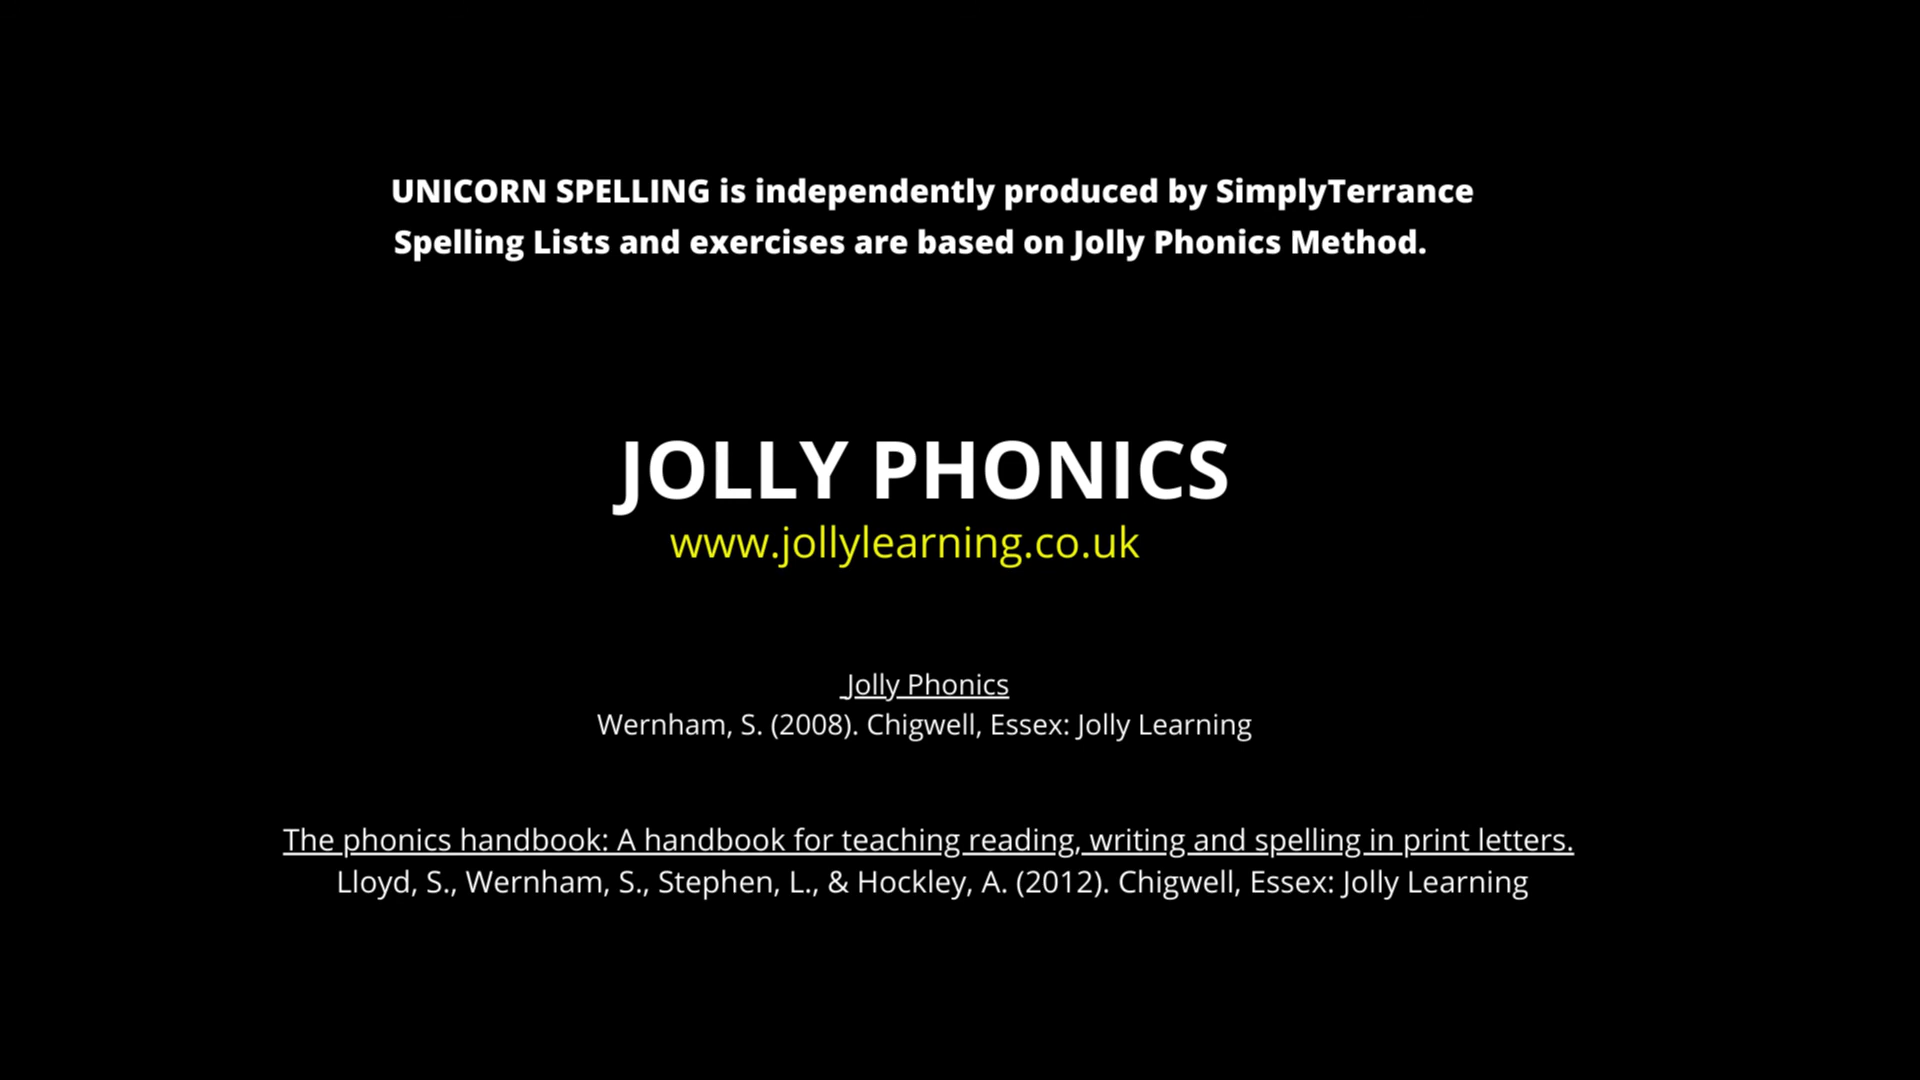 UNICORN SPELLING is independently produced by SimplyTerrance
Spelling Lists and exercises are based on Jolly Phonics Method.
JOLLY PHONICS
www.jollylearning.co.uk
Jolly Phonics
Wernham, S. (2008). Chigwell, Essex: Jolly Learning
The phonics handbook: A handbook for teaching reading, writing and spelling in print letters.
Lloyd, S., Wernham, S., Stephen, L., & Hockley, A. (2012). Chigwell, Essex: Jolly Learning